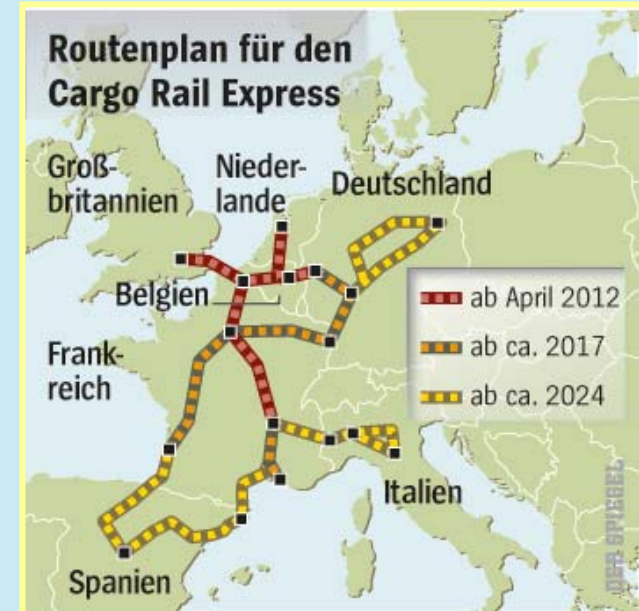 Routenplan für den
Cargo Rail Express
Groß-
britannien
Nieder-
lande
Deutschland
Belgien
Frank-
reich
ab April 2012
ab ca. 2017
ab ca. 2024
Italien
Spanien
DER SPIEGEL